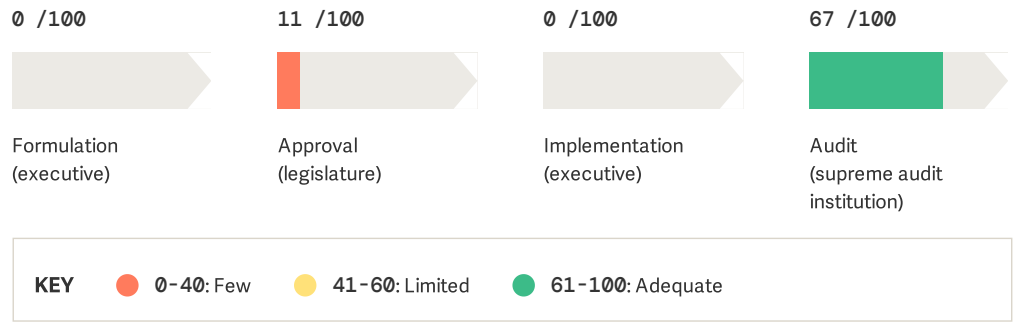 0 /100
11 /100
0 /100
67 /100
Formulation
(executive)
Approval
(legislature)
Implementation
(executive)
Audit
(supreme audit
institution)
KEY
0-40: Few
41-60: Limited
61-100: Adequate